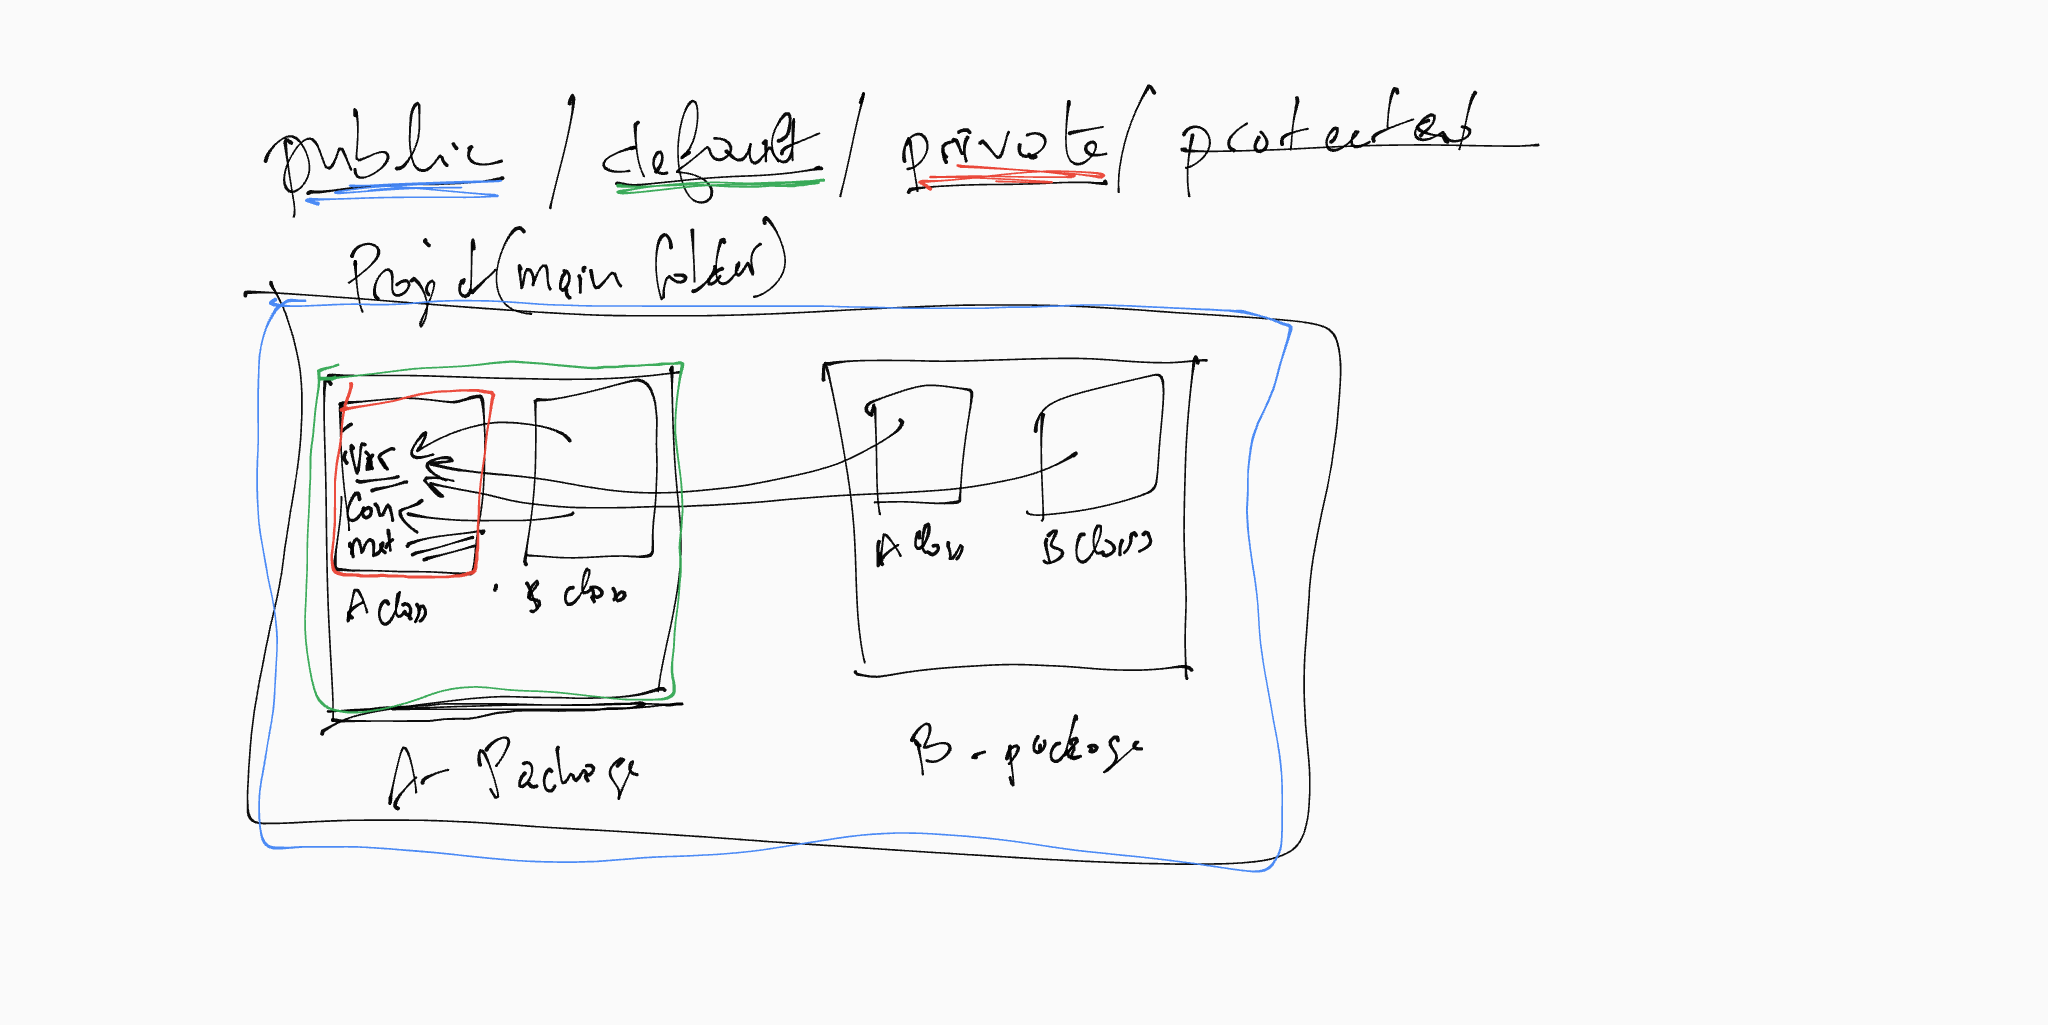 public / default / private / protected
Project (main folder)
Var
Con
met
A class
B class
A class
B class
A - Package
B - package